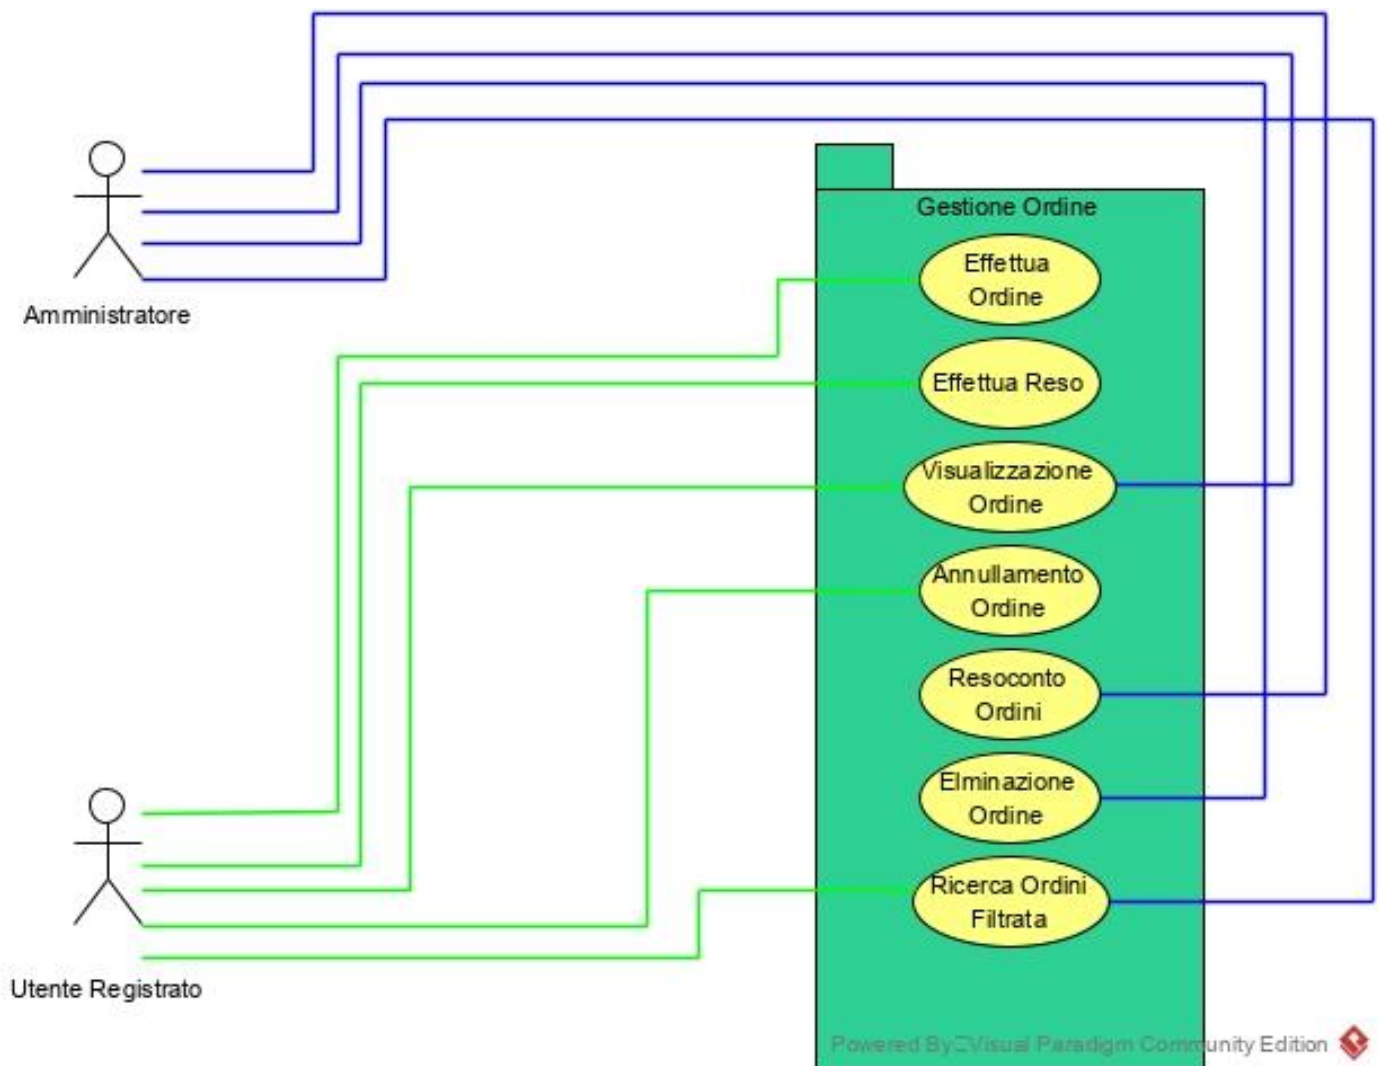 Gestione Ordine
Effettua
Ordine
Amministratore
Effettua Reso
Visualizzazione
Ordine
Annullamento
Ordine
Resoconto
Ordini
Elminazione
Ordine
Ricerca Ordini
Filtrata
Utente Registrato
Powered By Visual Paradigm Community Edition